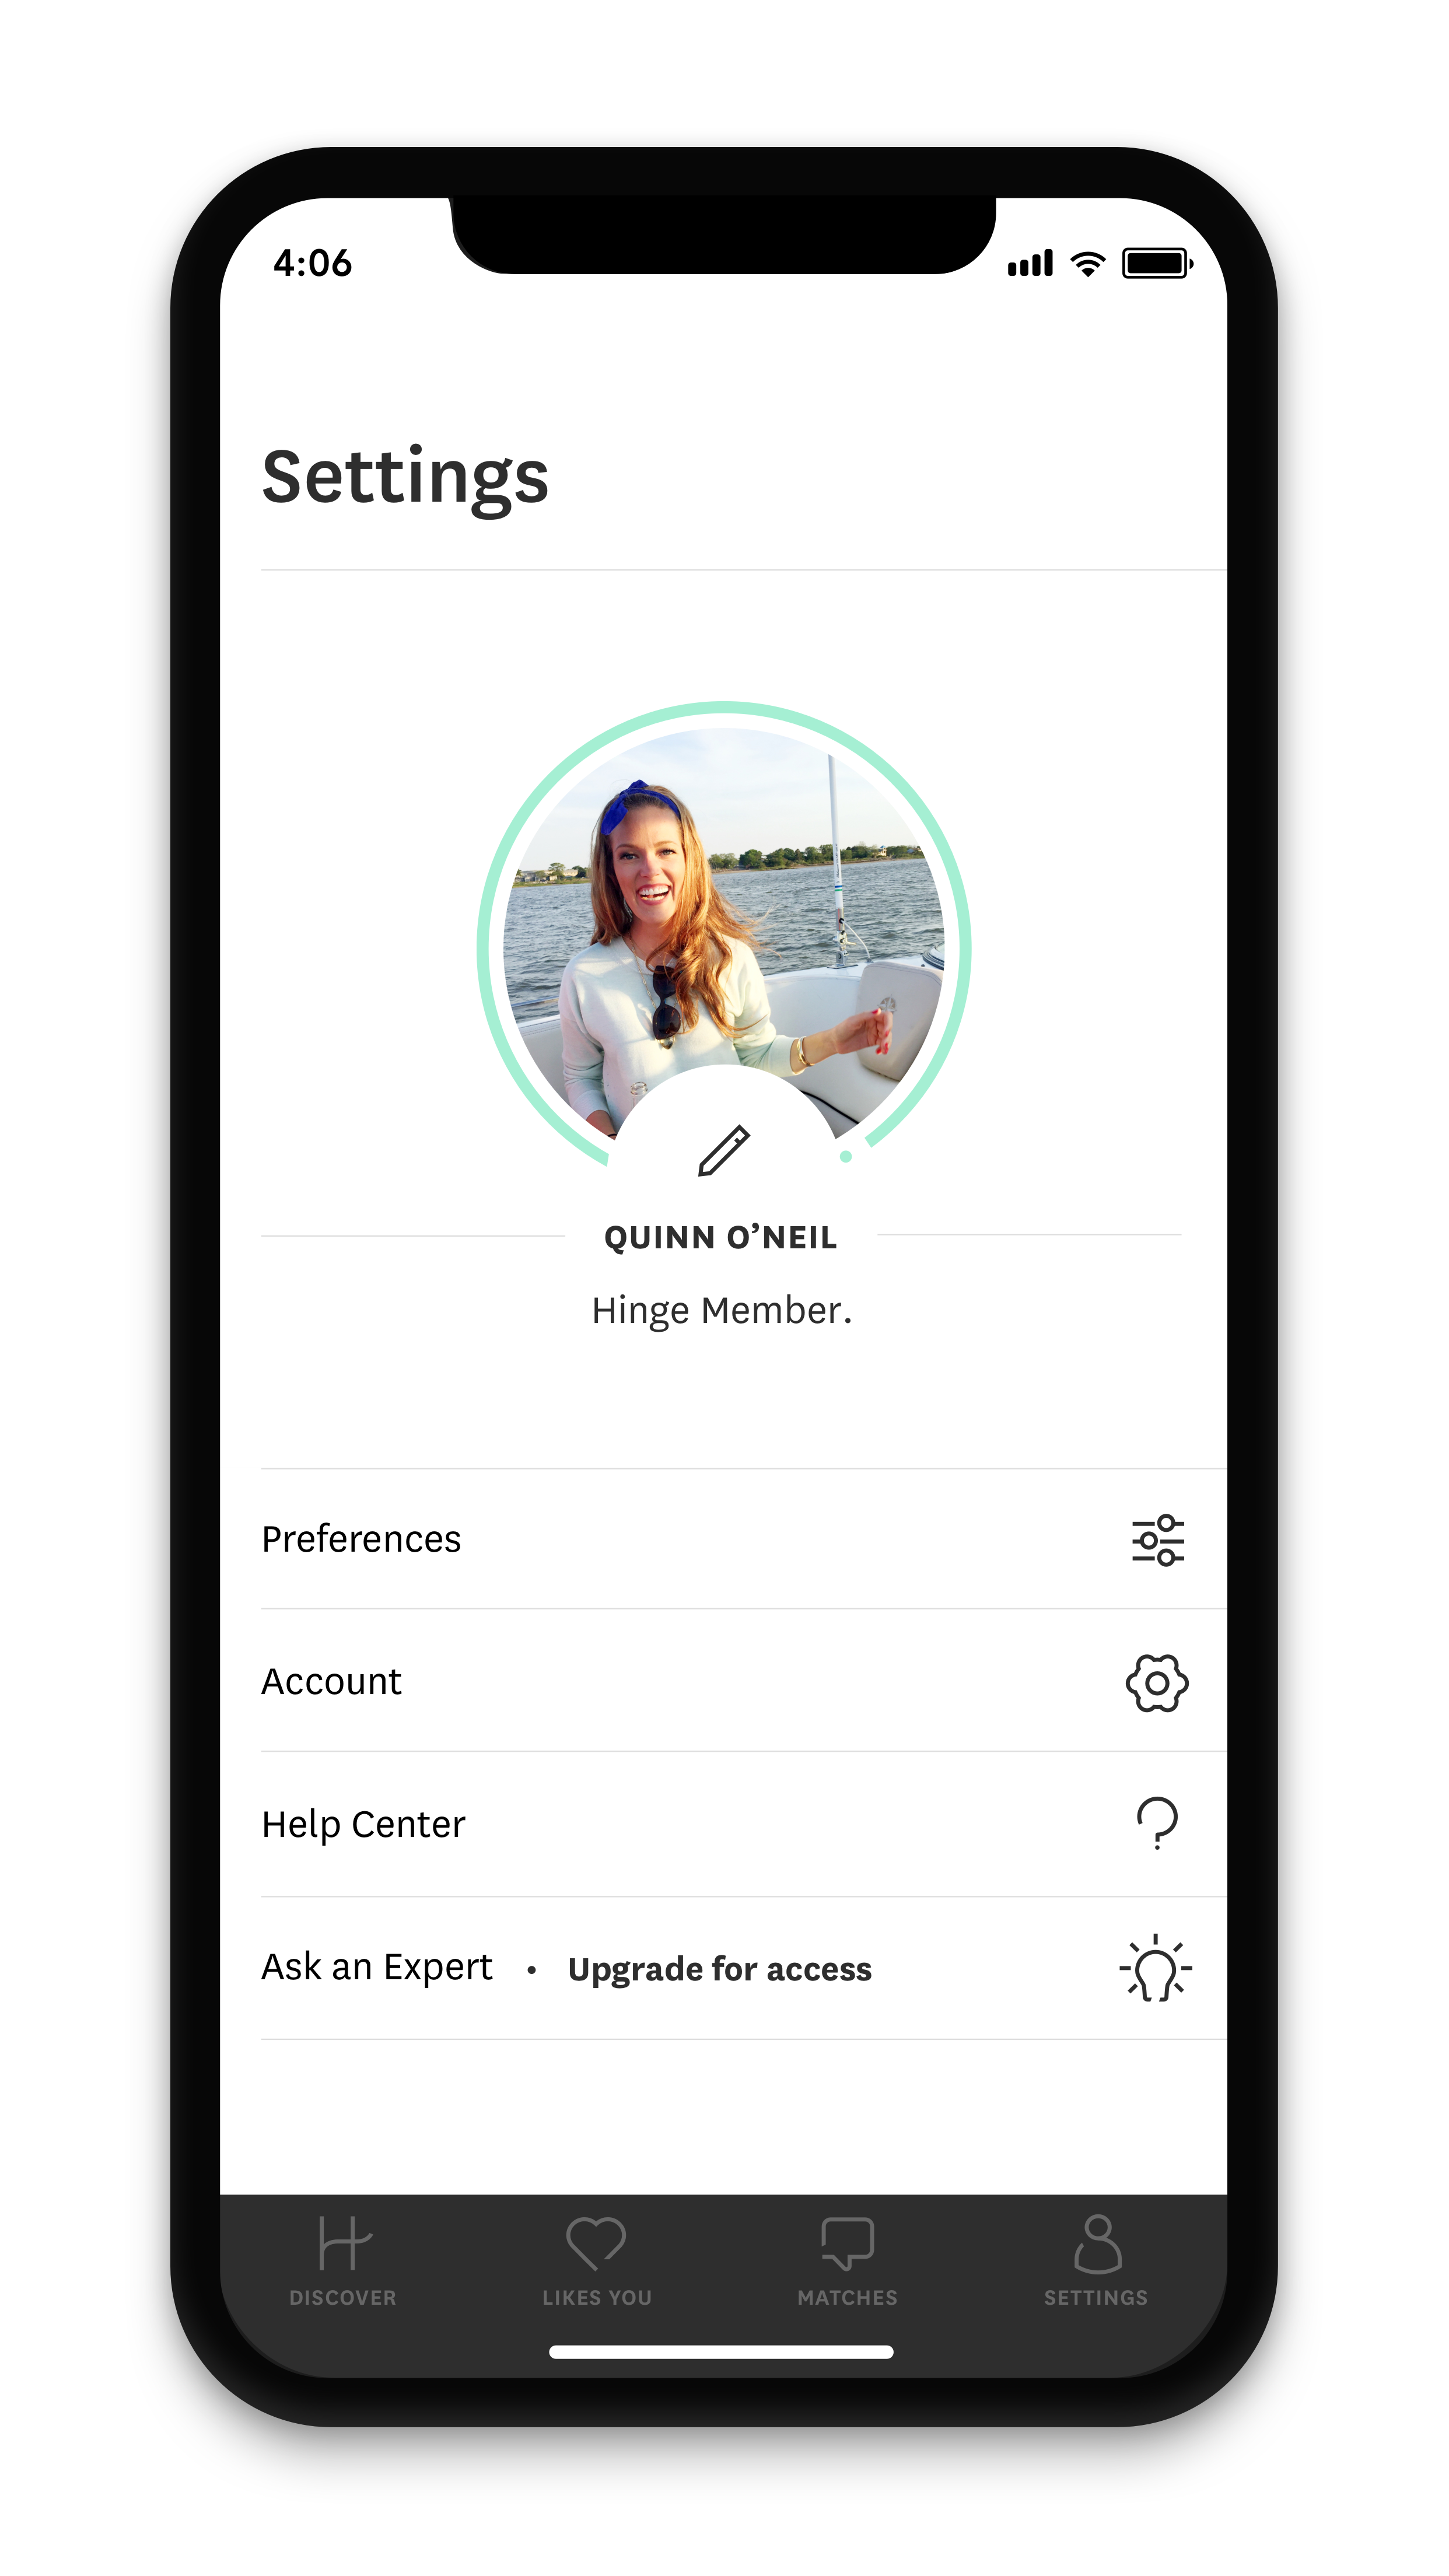 4:06
Settings
QUINN O’NEIL
Hinge Member.
Preferences
Account
Help Center
Ask an Expert • Upgrade for access
DISCOVER LIKES YOU MATCHES SETTINGS